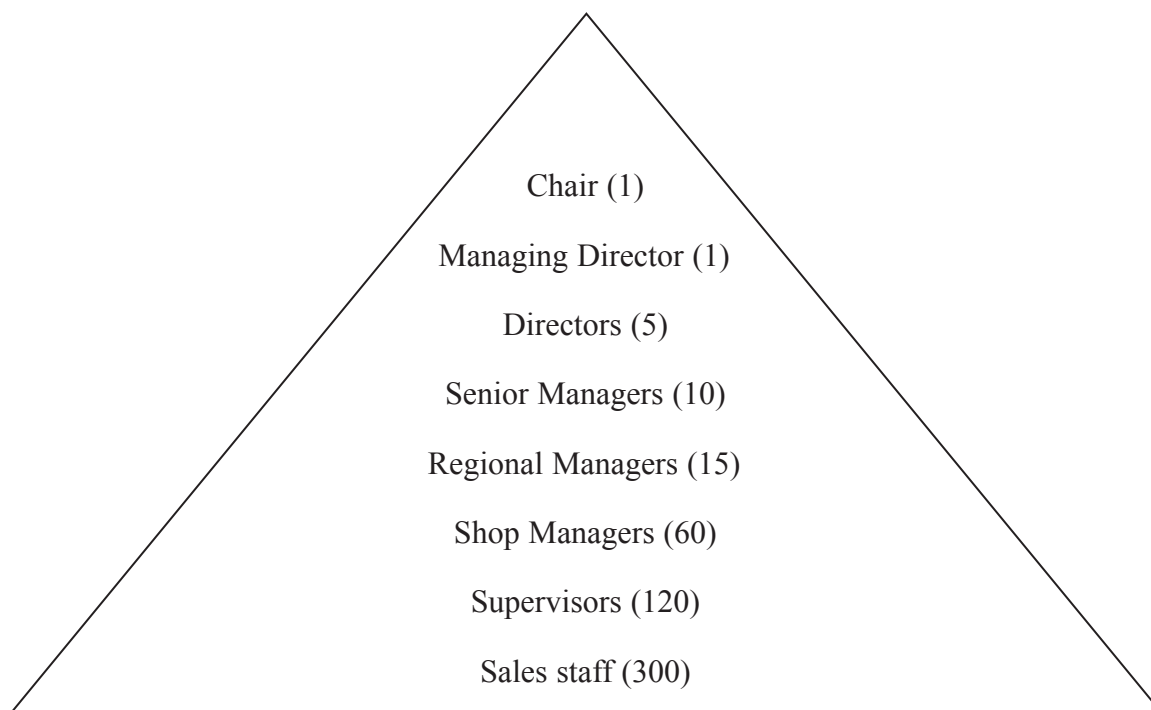 Chair (1)
Managing Director (1)
Directors (5)
Senior Managers (10)
Regional Managers (15)
Shop Managers (60)
Supervisors (120)
Sales staff (300)